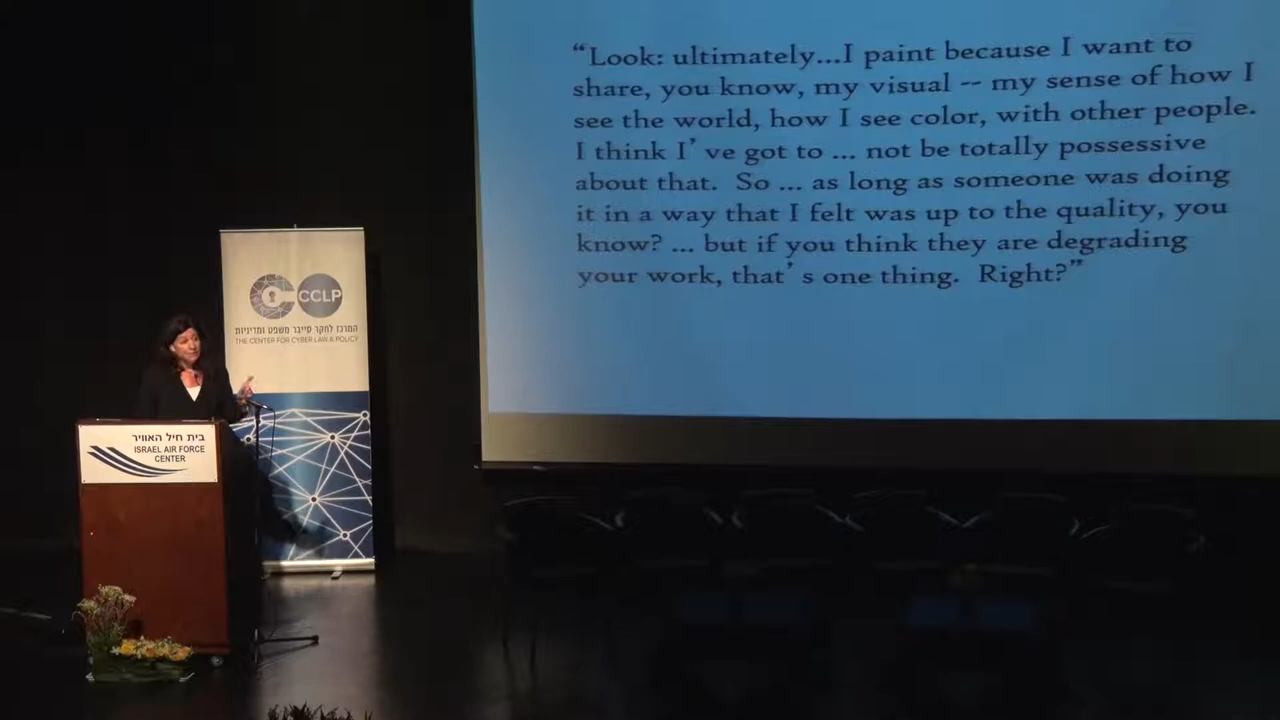 “Look: ultimately...I paint because I want to
share, you know, my visual -- my sense of how I
see the world, how I see color, with other people.
I think I’ ve got to ... not be totally possessive
about that. So ... as long as someone was doing
it in a way that I felt was up to the quality, you
know? ... but if you think they are degrading
your work, that’ s one thing. Right?”
CCLP
המרכז לחקר סייבר משפט ומדיניות
THE CENTER FOR CYBER LAW & POLICY
בית חיל האוויר
ISRAEL AIR FORCE
CENTER